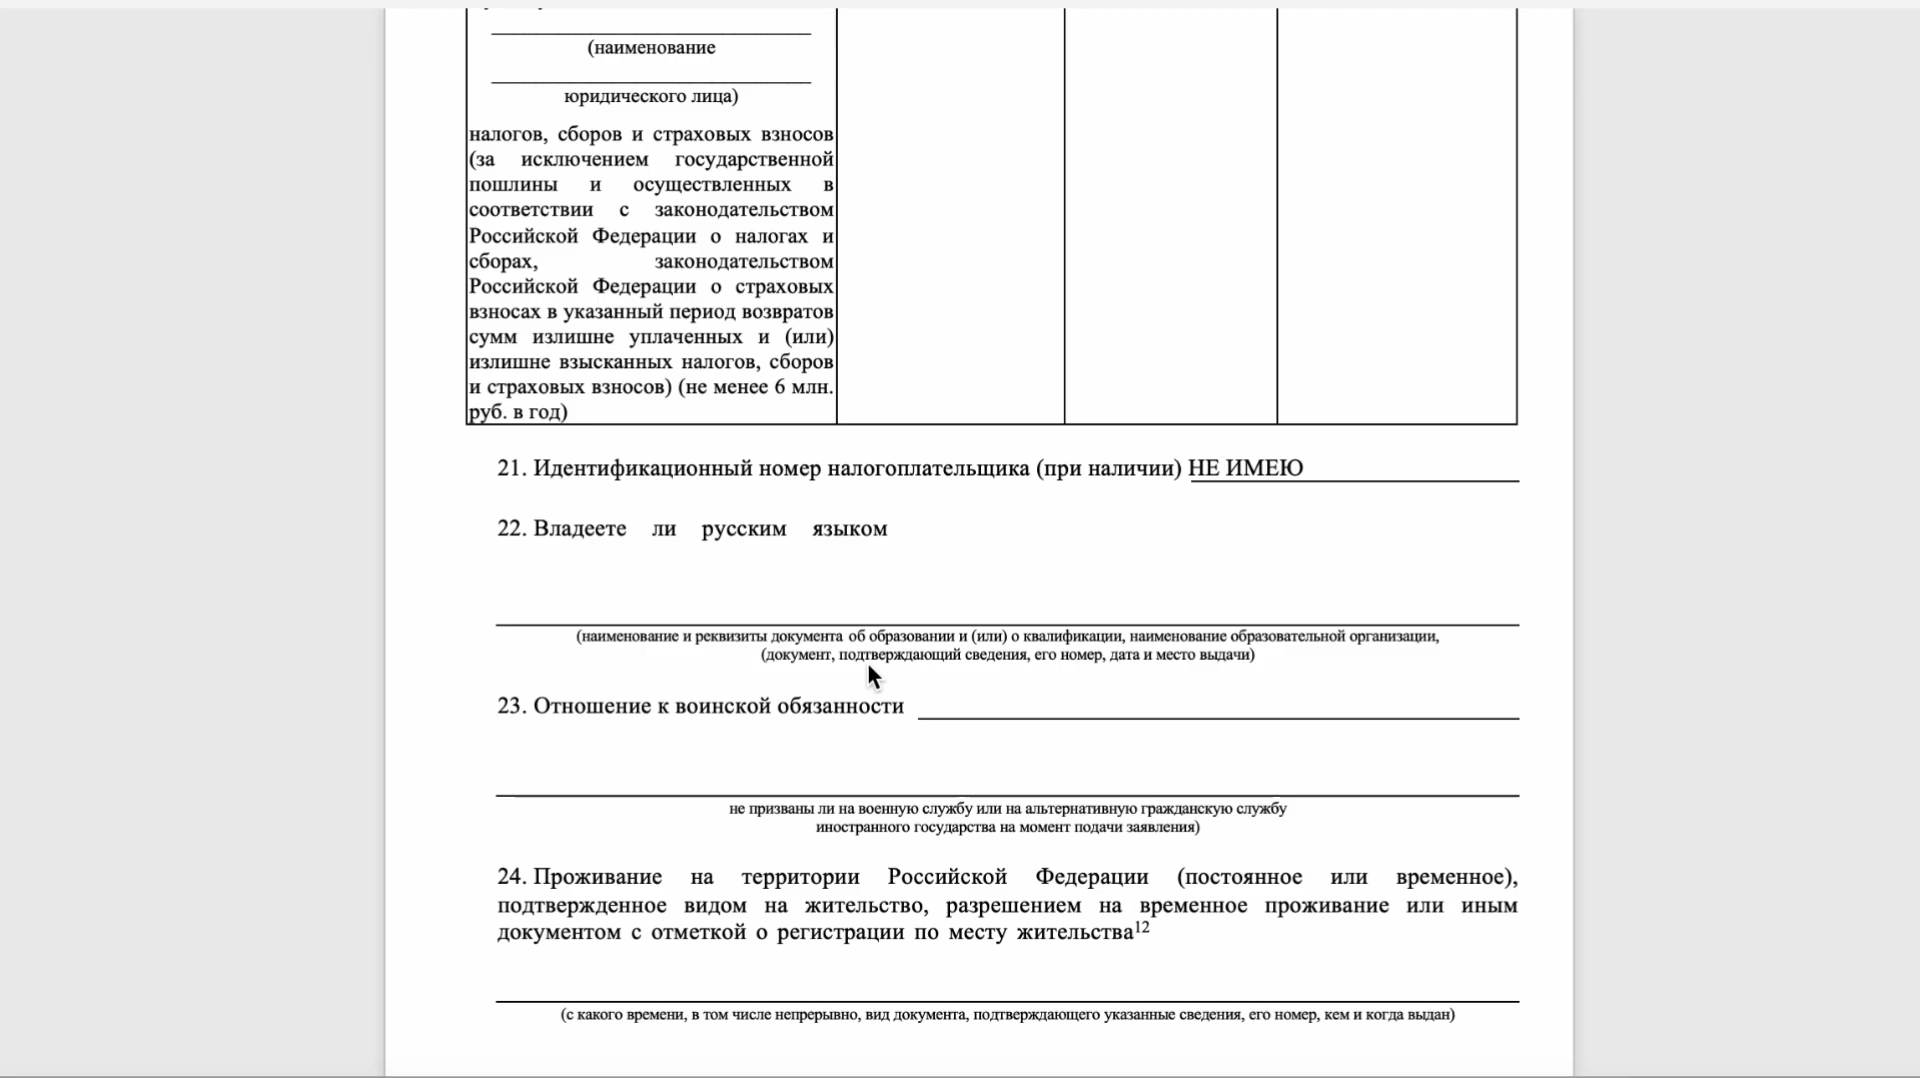 (наименование
юридического лица)
налогов, сборов и страховых взносов
(за исключением государственной
пошлины и осуществленных в
соответствии с законодательством
Российской Федерации о налогах и
сборах, законодательством
Российской Федерации о страховых
взносах в указанный период возвратов
сумм излишне уплаченных и (или)
излишне взысканных налогов, сборов
и страховых взносов) (не менее 6 млн.
руб. в год)
21. Идентификационный номер налогоплательщика (при наличии) НЕ ИМЕЮ
22. Владеете ли русским языком
(наименование и реквизиты документа об образовании и (или) о квалификации, наименование образовательной организации,
(документ, подтверждающий сведения, его номер, дата и место выдачи)
23. Отношение к воинской обязанности
не призваны ли на военную службу или на альтернативную гражданскую службу
иностранного государства на момент подачи заявления)
24. Проживание на территории Российской Федерации (постоянное или временное),
подтвержденное видом на жительство, разрешением на временное проживание или иным
документом с отметкой о регистрации по месту жительства12
(с какого времени, в том числе непрерывно, вид документа, подтверждающего указанные сведения, его номер, кем и когда выдан)